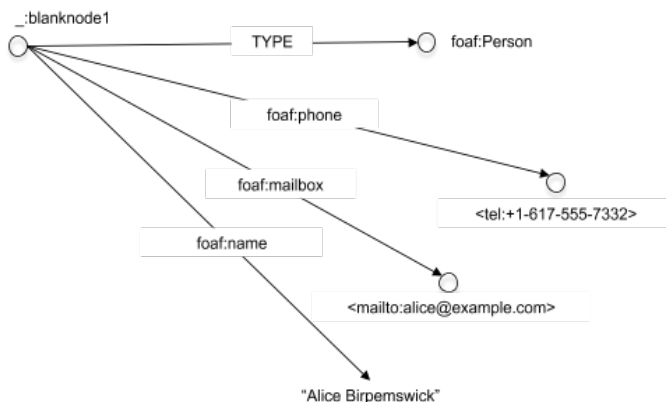 _:blanknode1
TYPE
foaf:Person
foaf:phone
foaf:mailbox
<tel:+1-617-555-7332>
foaf:name
<mailto:alice@example.com>
“Alice Birpemswick”